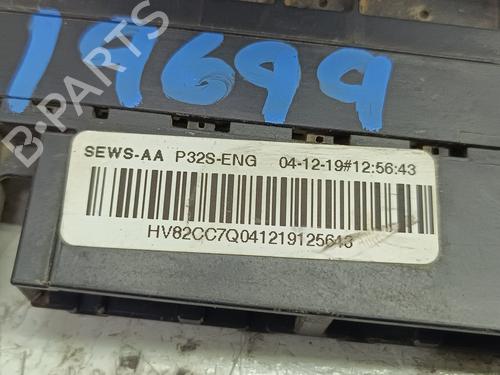 19699
SEWS-AA P32S-ENG 04-12-19#12:56:43
HV82CC7Q041219125643
B-PARTS